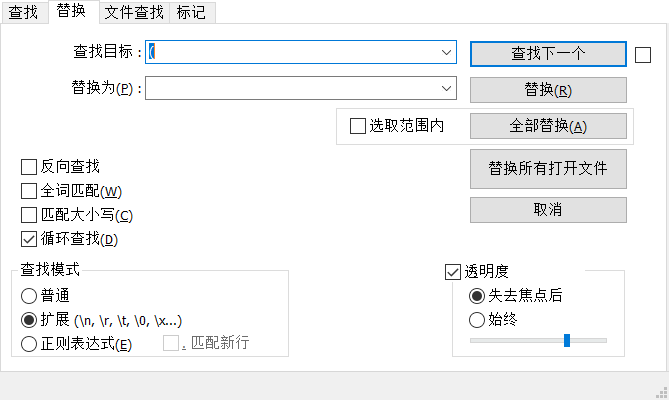 查找 替换 文件查找 标记
查找目标： ( 查找下一个
替换为(P)： 替换(R)
选取范围内 全部替换(A)
替换所有打开文件
取消
反向查找
全词匹配(W)
匹配大小写(C)
循环查找(D)
查找模式
普通
扩展 (\n, \r, \t, \0, \x...)
正则表达式(E) . 匹配新行
透明度
失去焦点后
始终